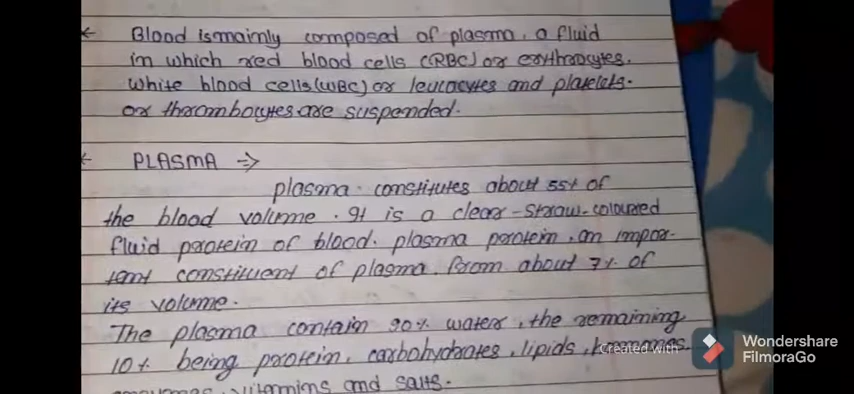 ← Blood is mainly composed of plasma. a fluid
in which red blood cells (RBC) or erythrocytes.
White blood cells (WBC) or leucocytes and platelets.
or thrombocytes are suspended.
← PLASMA ⇒
plasma. constitutes about 55% of
the blood volume. It is a clear-straw-coloured
fluid protein of blood. plasma protein. an impor-
tant constituent of plasma. from about 7% of
its volume.
The plasma contain 90% water, the remaining
10% being protein, carbohydrates, lipids,
vitamins and salts.
Created with
Wondershare
FilmoraGo